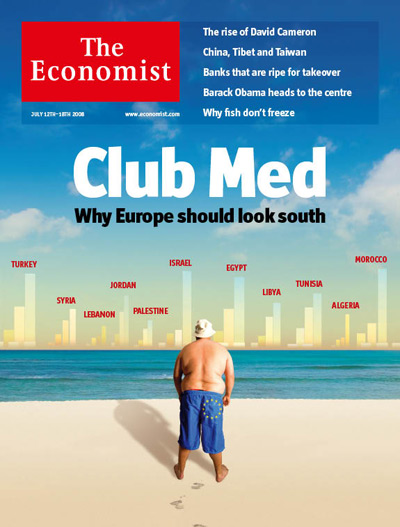 The
Economist
JULY 12TH–18TH 2008
www.economist.com
The rise of David Cameron
China, Tibet and Taiwan
Banks that are ripe for takeover
Barack Obama heads to the centre
Why fish don't freeze
Club Med
Why Europe should look south
TURKEY
SYRIA
LEBANON
JORDAN
PALESTINE
ISRAEL
EGYPT
LIBYA
TUNISIA
ALGERIA
MOROCCO